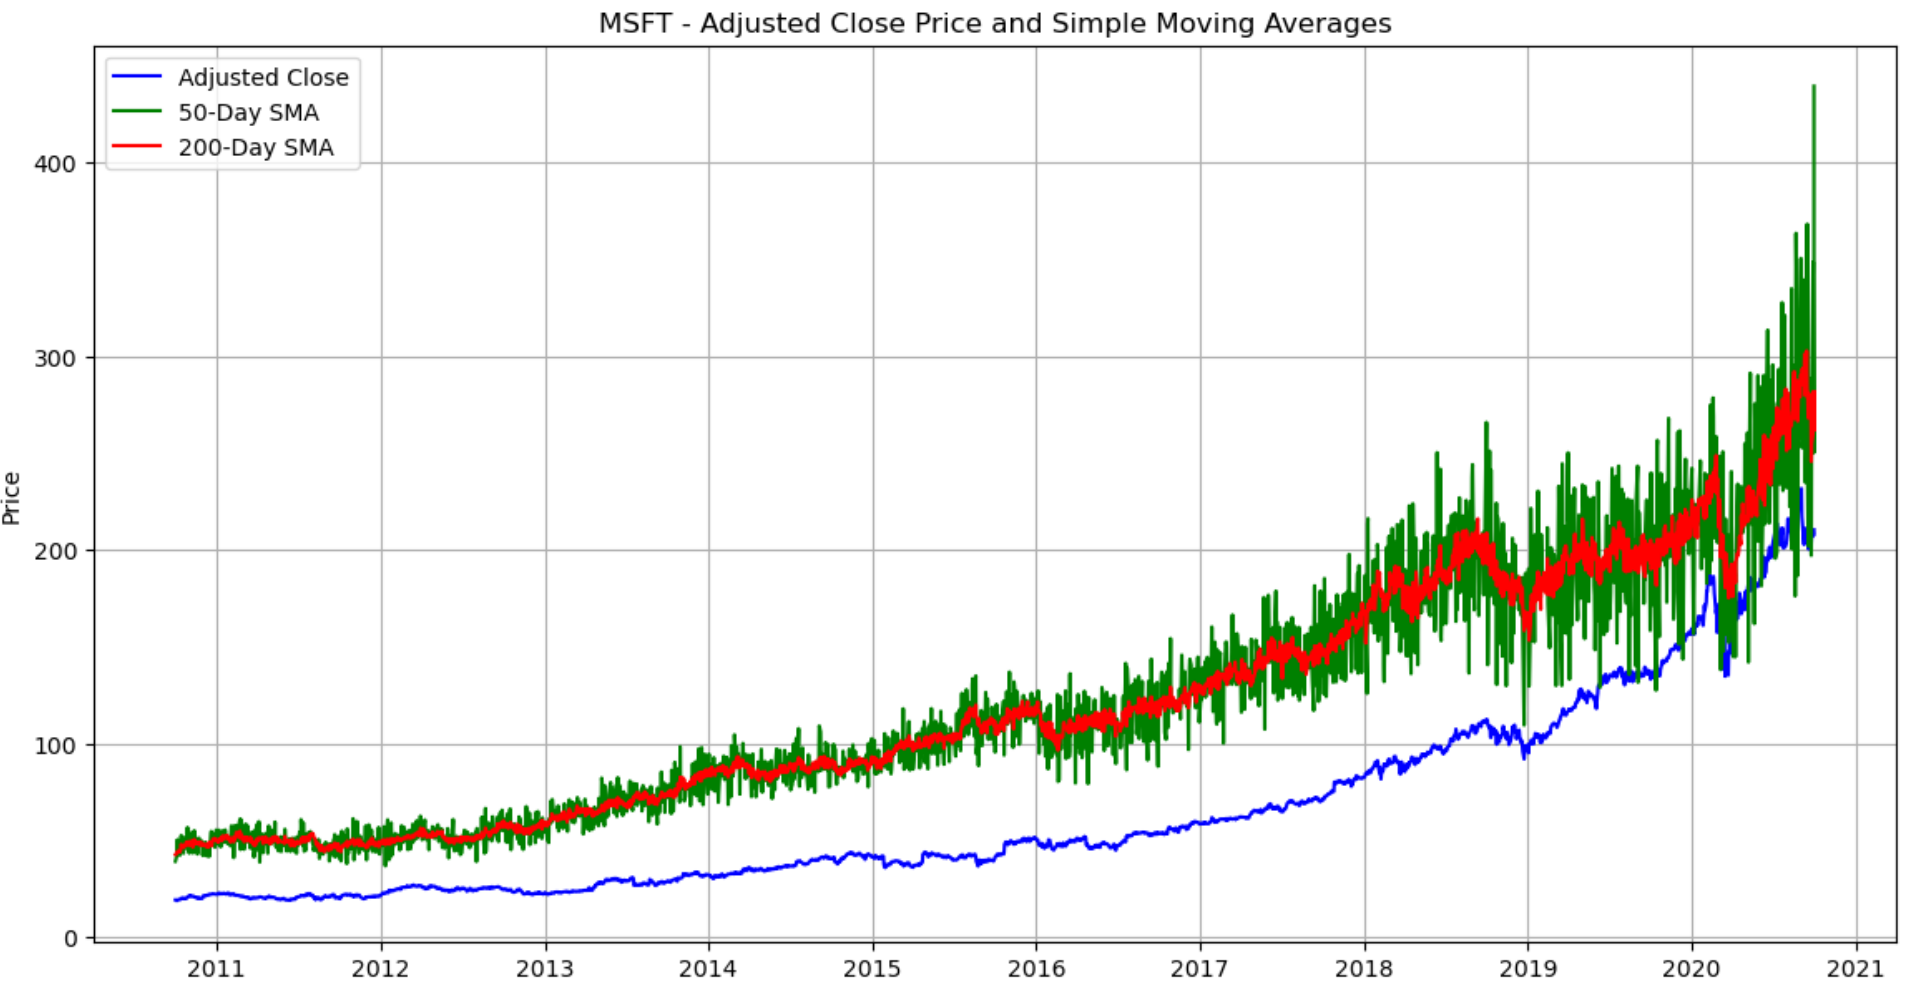 MSFT - Adjusted Close Price and Simple Moving Averages
Adjusted Close
50-Day SMA
200-Day SMA
Price
400
300
200
100
0
2011 2012 2013 2014 2015 2016 2017 2018 2019 2020 2021